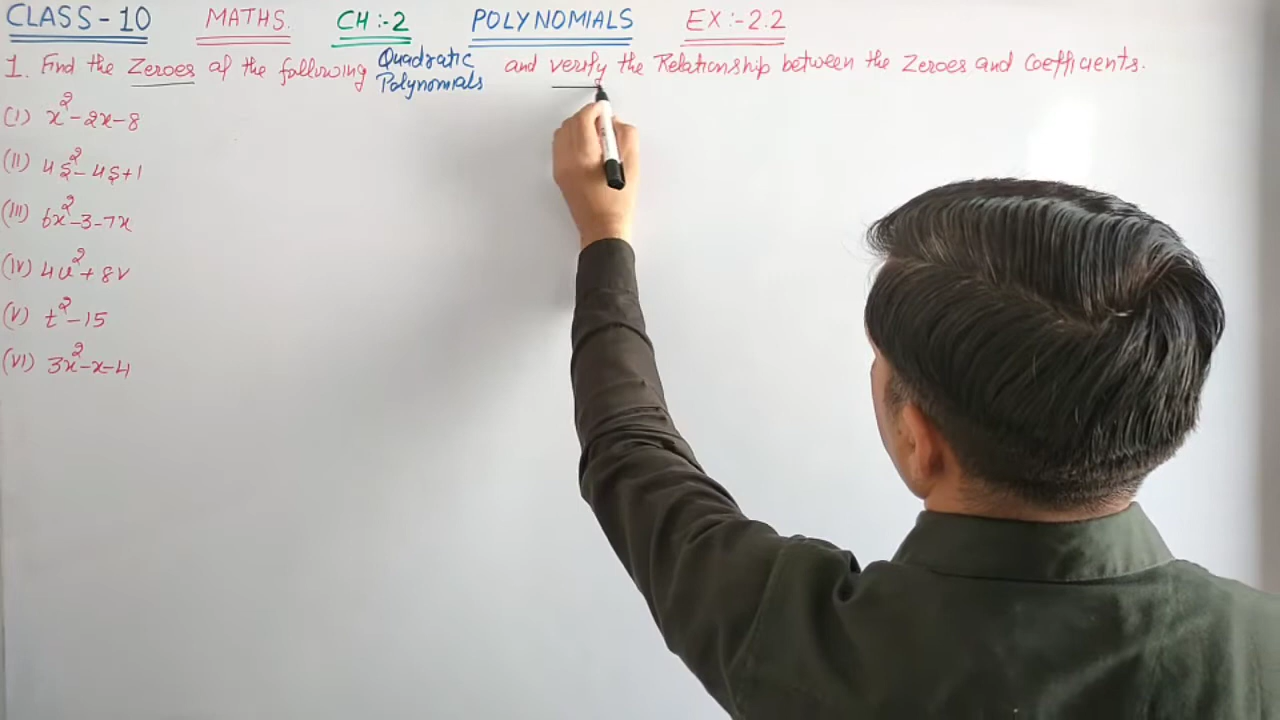 CLASS-10 MATHS. CH:-2 POLYNOMIALS EX:-2.2
1. Find the Zeroes of the following Quadratic Polynomials and verify the Relationship between the Zeroes and Coefficients.
(I) x²-2x-8
(II) 4s²-4s+1
(III) 6x²-3-7x
(IV) 4u²+8v
(V) t²-15
(VI) 3x²-x-4